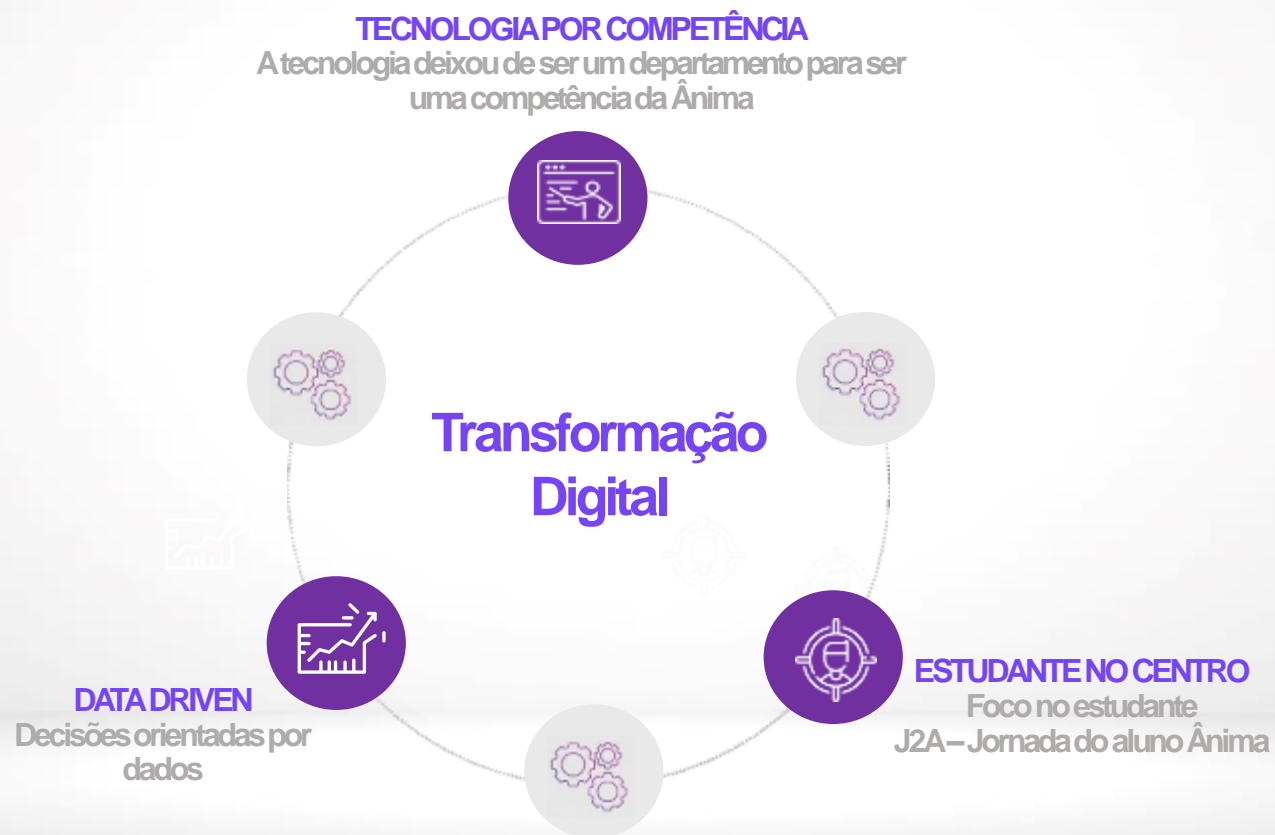 TECNOLOGIA POR COMPETÊNCIA
A tecnologia deixou de ser um departamento para ser
uma competência da Ânima
Transformação
Digital
DATA DRIVEN
Decisões orientadas por
dados
ESTUDANTE NO CENTRO
Foco no estudante
J2A – Jornada do aluno Ânima